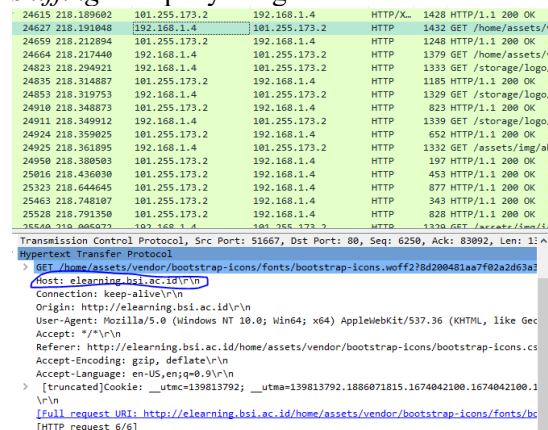 24615 218.189602 101.255.173.2 192.168.1.4 HTTP/X… 1428 HTTP/1.1 200 OK
24627 218.191048 192.168.1.4 101.255.173.2 HTTP 1432 GET /home/assets/
24659 218.212894 101.255.173.2 192.168.1.4 HTTP 1248 HTTP/1.1 200 OK
24664 218.217440 192.168.1.4 101.255.173.2 HTTP 1379 GET /home/assets/
24823 218.294921 192.168.1.4 101.255.173.2 HTTP 1333 GET /storage/logo
24835 218.314887 101.255.173.2 192.168.1.4 HTTP 1185 HTTP/1.1 200 OK
24853 218.319753 192.168.1.4 101.255.173.2 HTTP 1329 GET /storage/logo
24910 218.348873 101.255.173.2 192.168.1.4 HTTP 823 HTTP/1.1 200 OK
24911 218.349912 192.168.1.4 101.255.173.2 HTTP 1339 GET /storage/logo
24924 218.359025 101.255.173.2 192.168.1.4 HTTP 652 HTTP/1.1 200 OK
24925 218.361895 192.168.1.4 101.255.173.2 HTTP 1332 GET /assets/img/a
24950 218.380503 101.255.173.2 192.168.1.4 HTTP 197 HTTP/1.1 200 OK
25016 218.436030 101.255.173.2 192.168.1.4 HTTP 453 HTTP/1.1 200 OK
25323 218.644645 101.255.173.2 192.168.1.4 HTTP 877 HTTP/1.1 200 OK
25463 218.748107 101.255.173.2 192.168.1.4 HTTP 343 HTTP/1.1 200 OK
25528 218.791350 101.255.173.2 192.168.1.4 HTTP 828 HTTP/1.1 200 OK
25540 219.005972 192.168.1.4 101.255.173.2 HTTP 1329 GET /assets/img/i
Transmission Control Protocol, Src Port: 51667, Dst Port: 80, Seq: 6250, Ack: 83092, Len: 13
Hypertext Transfer Protocol
GET /home/assets/vendor/bootstrap-icons/fonts/bootstrap-icons.woff2?8d200481aa7f02a2d63a3
Host: elearning.bsi.ac.id\r\n
Connection: keep-alive\r\n
Origin: http://elearning.bsi.ac.id\r\n
User-Agent: Mozilla/5.0 (Windows NT 10.0; Win64; x64) AppleWebKit/537.36 (KHTML, like Gec
Accept: */*\r\n
Referer: http://elearning.bsi.ac.id/home/assets/vendor/bootstrap-icons/bootstrap-icons.cs
Accept-Encoding: gzip, deflate\r\n
Accept-Language: en-US,en;q=0.9\r\n
[truncated]Cookie: __utmc=139813792; __utma=139813792.1886071815.1674042100.1674042100.1
\r\n
[Full request URI: http://elearning.bsi.ac.id/home/assets/vendor/bootstrap-icons/fonts/bo
[HTTP request 6/6]